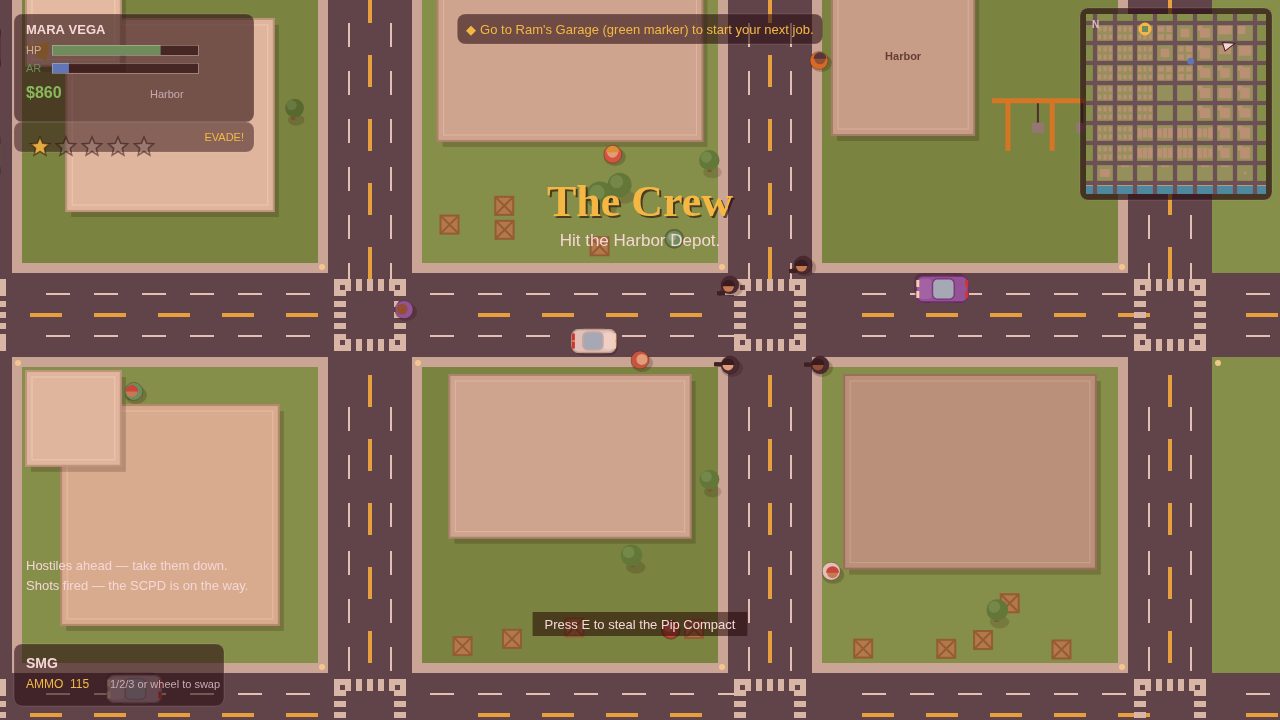 MARA VEGA
HP
AR
$860
Harbor
EVADE!
◆ Go to Ram's Garage (green marker) to start your next job.
Harbor
N
The Crew
Hit the Harbor Depot.
Hostiles ahead — take them down.
Shots fired — the SCPD is on the way.
Press E to steal the Pip Compact
SMG
AMMO 115
1/2/3 or wheel to swap